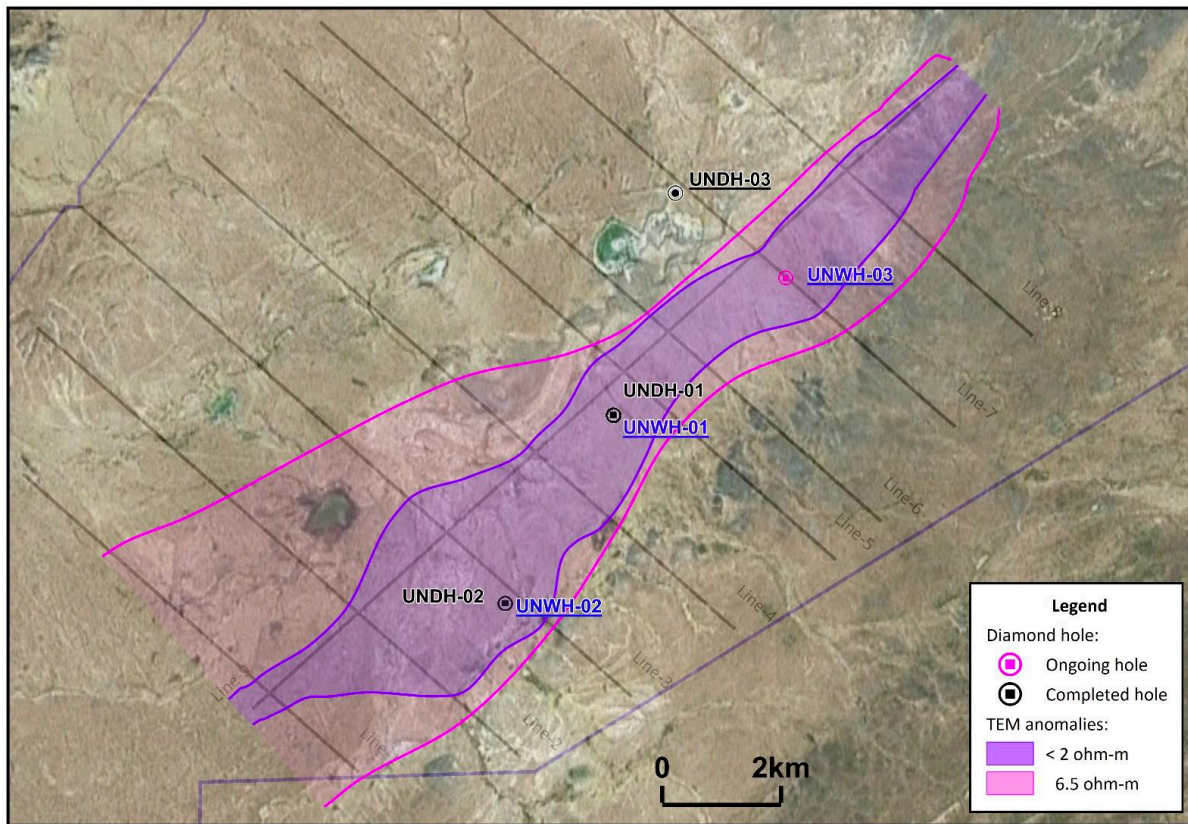 UNDH-03
UNWH-03
Line-8
Line-7
UNDH-01
UNWH-01
Line-6
Line-5
UNDH-02
UNWH-02
Line-4
Line-3
Line-2
0 2km
Legend
Diamond hole:
Ongoing hole
Completed hole
TEM anomalies:
< 2 ohm-m
6.5 ohm-m